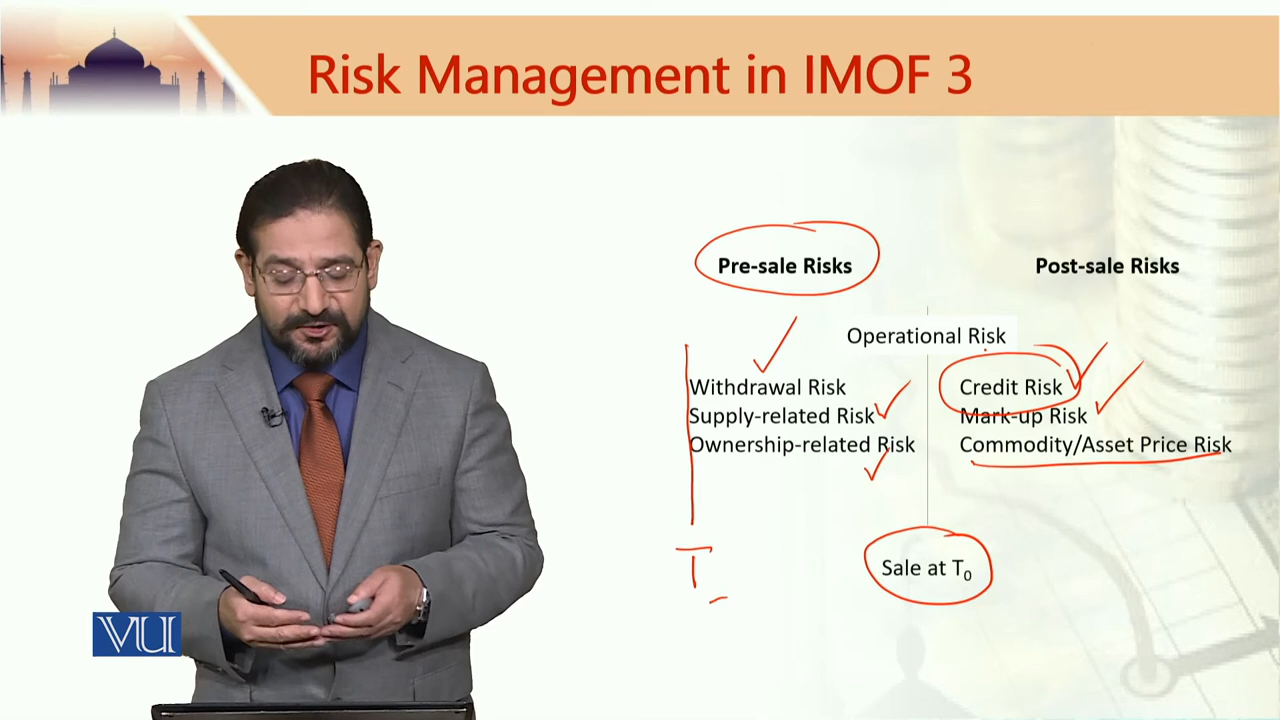 Risk Management in IMOF 3
Pre-sale Risks
Post-sale Risks
Operational Risk
Withdrawal Risk
Supply-related Risk
Ownership-related Risk
Credit Risk
Mark-up Risk
Commodity/Asset Price Risk
Sale at T₀
T
VU